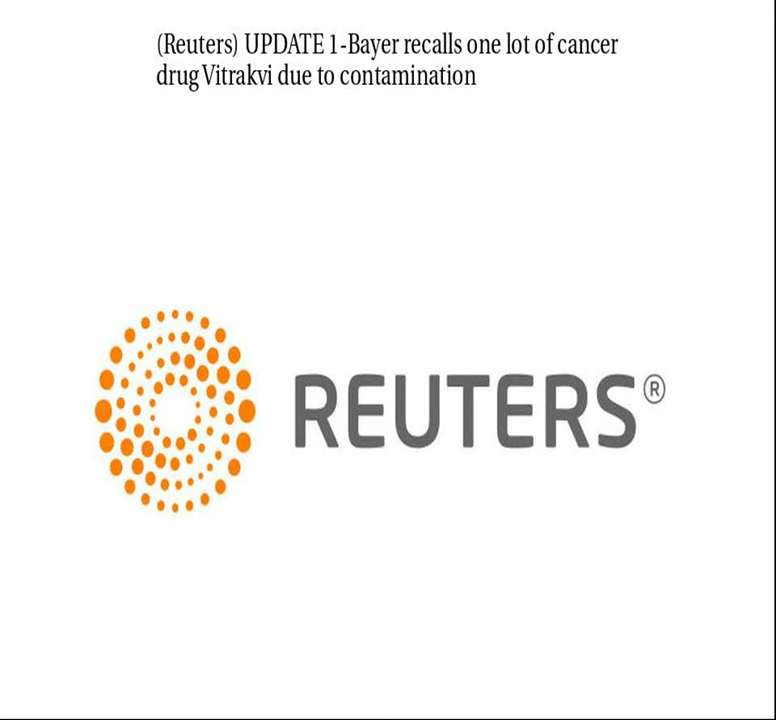 (Reuters) UPDATE 1-Bayer recalls one lot of cancer
drug Vitrakvi due to contamination
REUTERS®